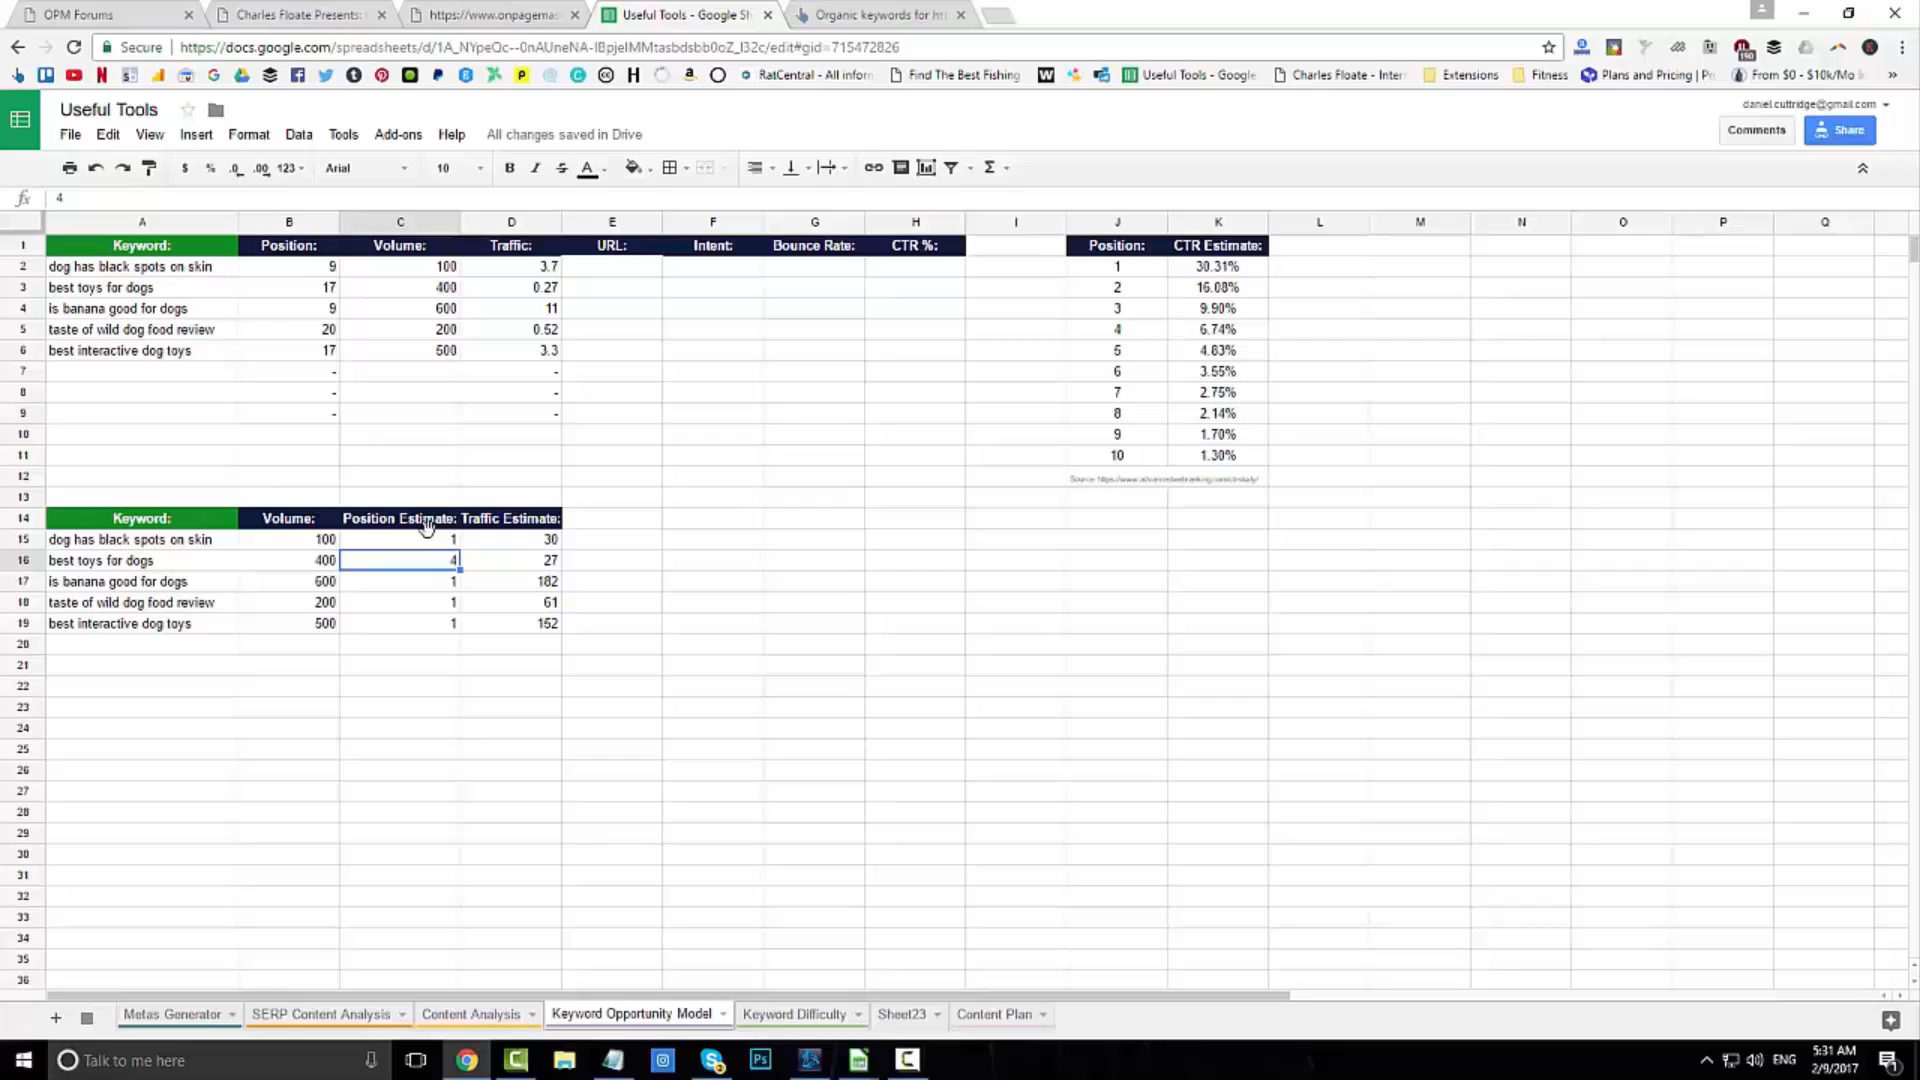 OPM Forums
Charles Floate Presents:
https://www.onpagemas
Useful Tools - Google Sh
Organic keywords for ht
Secure
https://docs.google.com/spreadsheets/d/1A_NYpeQc--0nAUneNA-IBpjeIMMtasbdsbb0oZ_l32c/edit#gid=715472826
RatCentral - All inform
Find The Best Fishing
Useful Tools - Google
Charles Floate - Inter
Extensions
Fitness
Plans and Pricing | Pr
From $0 - $10k/Mo I
Useful Tools
daniel.cuttridge@gmail.com
File Edit View Insert Format Data Tools Add-ons Help All changes saved in Drive
Comments Share
$ % .0 .00 123 Arial 10 B I S A Σ
fx 4
A B C D E F G H I J K L M N O P Q
1 Keyword: Position: Volume: Traffic: URL: Intent: Bounce Rate: CTR %: Position: CTR Estimate:
2 dog has black spots on skin 9 100 3.7 1 30.31%
3 best toys for dogs 17 400 0.27 2 16.08%
4 is banana good for dogs 9 600 11 3 9.90%
5 taste of wild dog food review 20 200 0.52 4 6.74%
6 best interactive dog toys 17 500 3.3 5 4.83%
7 - - 6 3.55%
8 - - 7 2.75%
9 - - 8 2.14%
10 9 1.70%
11 10 1.30%
12 Source: https://www.advancedwebranking.com/ctrstudy/
13
14 Keyword: Volume: Position Estimate: Traffic Estimate:
15 dog has black spots on skin 100 1 30
16 best toys for dogs 400 4 27
17 is banana good for dogs 600 1 182
18 taste of wild dog food review 200 1 61
19 best interactive dog toys 500 1 152
20
21
22
23
24
25
26
27
28
29
30
31
32
33
34
35
36
Metas Generator SERP Content Analysis Content Analysis Keyword Opportunity Model Keyword Difficulty Sheet23 Content Plan
Talk to me here
ENG
5:31 AM
2/9/2017